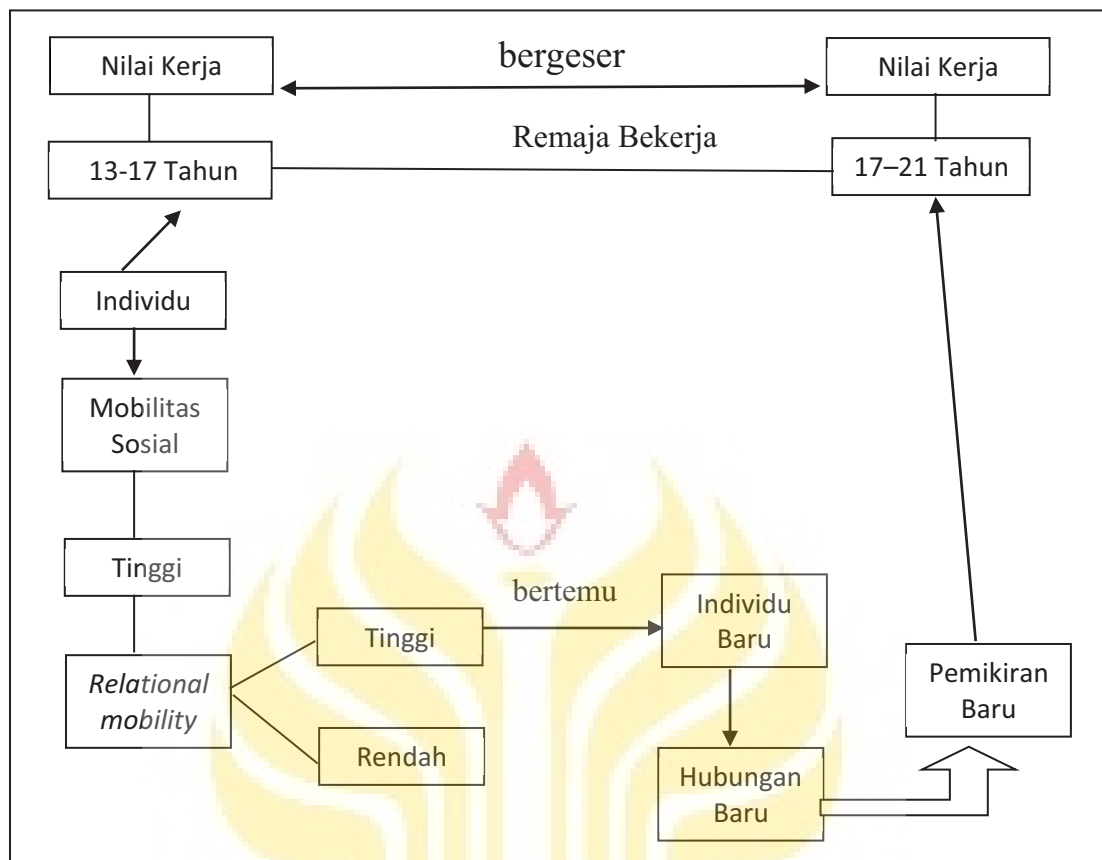 Nilai Kerja
bergeser
Nilai Kerja
13-17 Tahun
Remaja Bekerja
17–21 Tahun
Individu
Mobilitas
Sosial
Tinggi
Relational
mobility
Tinggi
Rendah
bertemu
Individu
Baru
Hubungan
Baru
Pemikiran
Baru